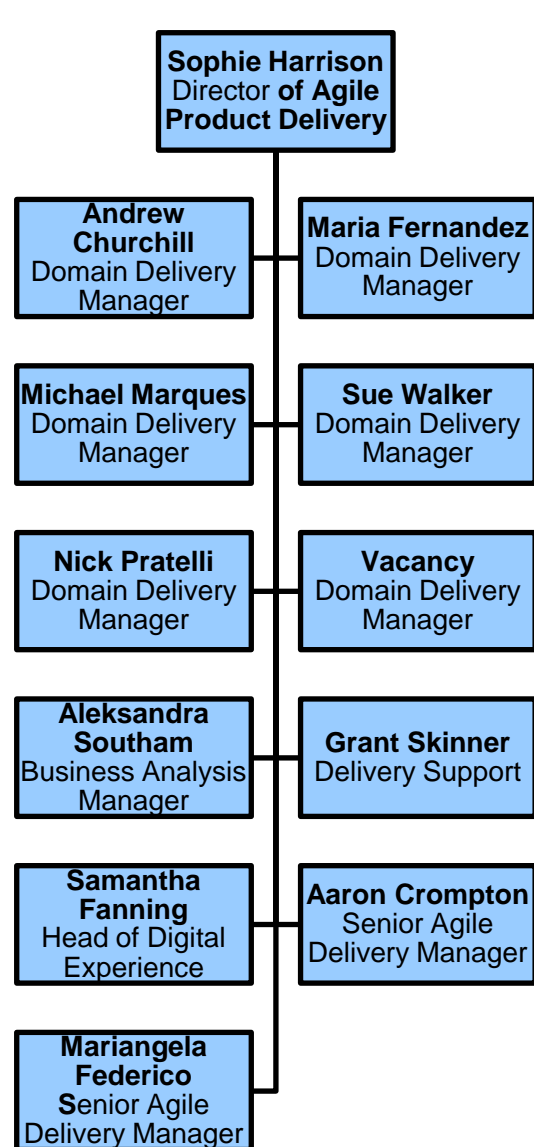 Sophie Harrison
Director of Agile
Product Delivery
Andrew
Churchill
Domain Delivery
Manager
Maria Fernandez
Domain Delivery
Manager
Michael Marques
Domain Delivery
Manager
Sue Walker
Domain Delivery
Manager
Nick Pratelli
Domain Delivery
Manager
Vacancy
Domain Delivery
Manager
Aleksandra
Southam
Business Analysis
Manager
Grant Skinner
Delivery Support
Samantha
Fanning
Head of Digital
Experience
Aaron Crompton
Senior Agile
Delivery Manager
Mariangela
Federico
Senior Agile
Delivery Manager